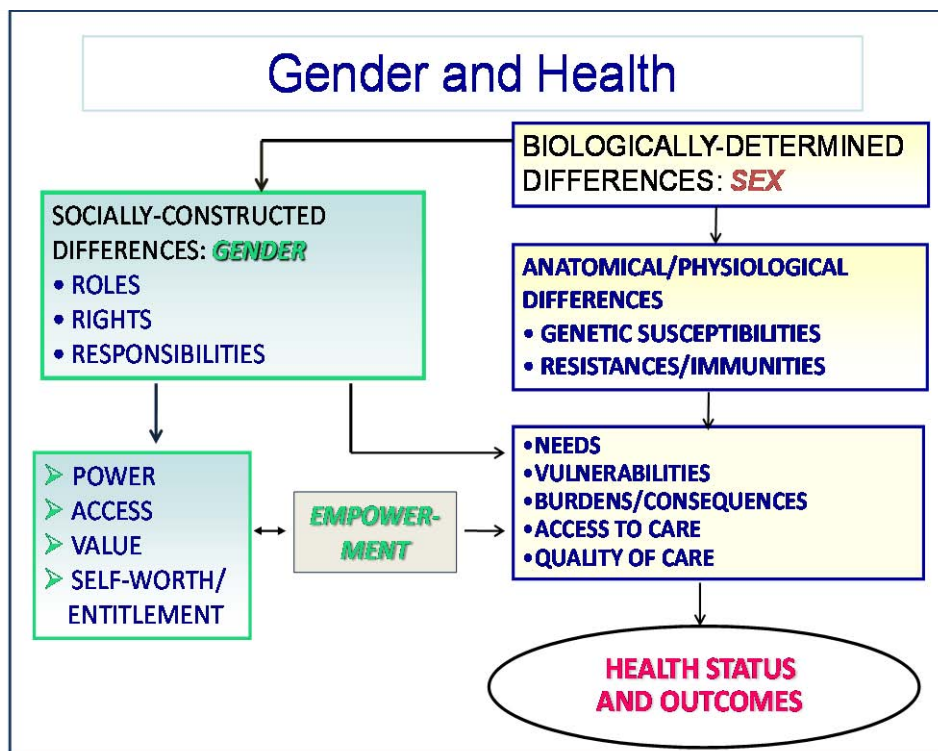 Gender and Health
BIOLOGICALLY-DETERMINED
DIFFERENCES: SEX
SOCIALLY-CONSTRUCTED
DIFFERENCES: GENDER
• ROLES
• RIGHTS
• RESPONSIBILITIES
ANATOMICAL/PHYSIOLOGICAL
DIFFERENCES
• GENETIC SUSCEPTIBILITIES
• RESISTANCES/IMMUNITIES
➢ POWER
➢ ACCESS
➢ VALUE
➢ SELF-WORTH/
ENTITLEMENT
EMPOWER-
MENT
•NEEDS
•VULNERABILITIES
•BURDENS/CONSEQUENCES
•ACCESS TO CARE
•QUALITY OF CARE
HEALTH STATUS
AND OUTCOMES